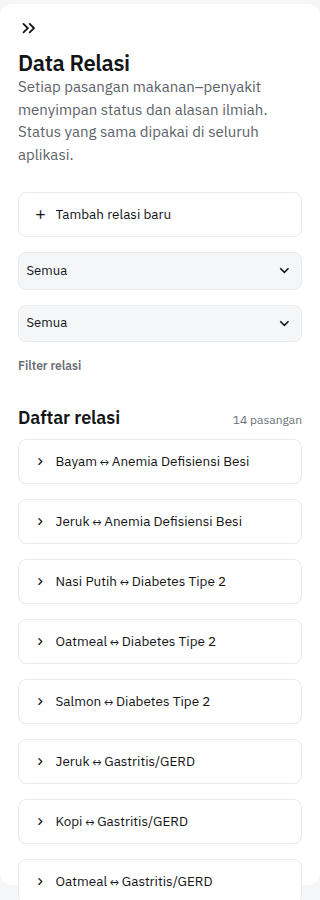 Data Relasi
Setiap pasangan makanan–penyakit
menyimpan status dan alasan ilmiah.
Status yang sama dipakai di seluruh
aplikasi.
Tambah relasi baru
Semua
Semua
Filter relasi
Daftar relasi
14 pasangan
Bayam ↔ Anemia Defisiensi Besi
Jeruk ↔ Anemia Defisiensi Besi
Nasi Putih ↔ Diabetes Tipe 2
Oatmeal ↔ Diabetes Tipe 2
Salmon ↔ Diabetes Tipe 2
Jeruk ↔ Gastritis/GERD
Kopi ↔ Gastritis/GERD
Oatmeal ↔ Gastritis/GERD